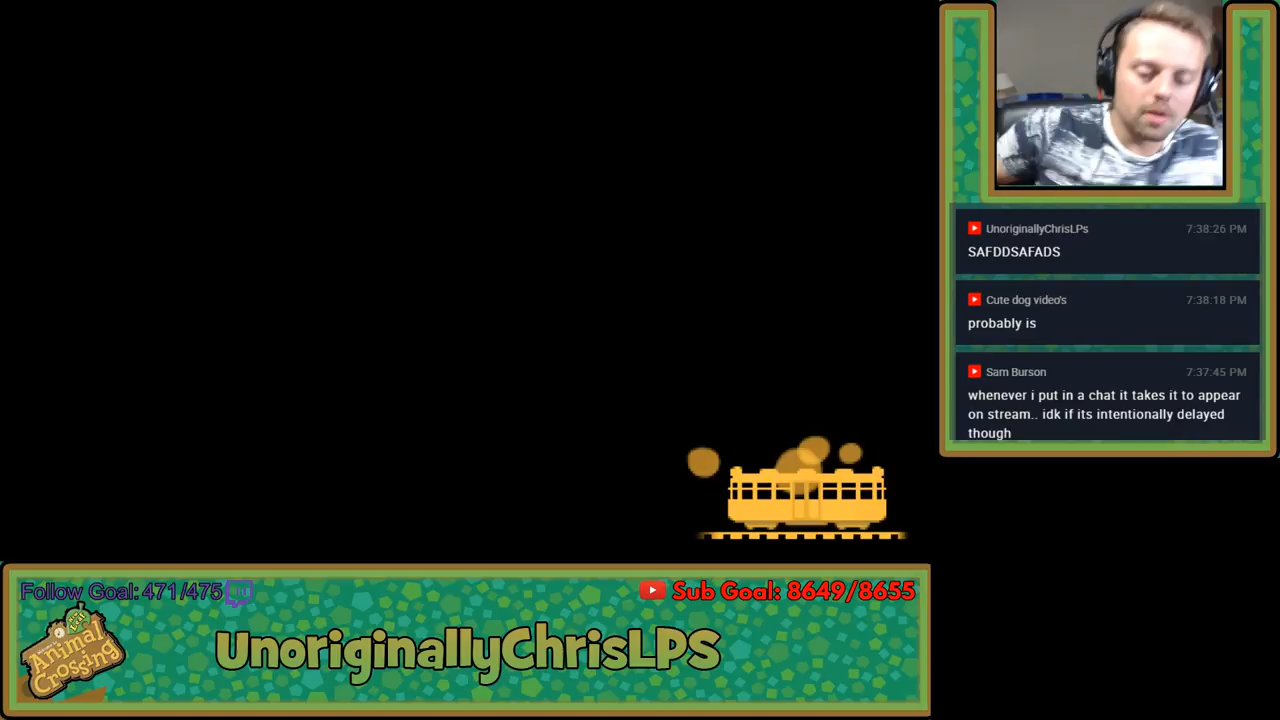 UnoriginallyChrisLPs 7:38:26 PM
SAFDDSAFADS
Cute dog video's 7:38:18 PM
probably is
Sam Burson 7:37:45 PM
whenever i put in a chat it takes it to appear
on stream.. idk if its intentionally delayed
though
Follow Goal: 471/475
Sub Goal: 8649/8655
Animal
Crossing
UnoriginallyChrisLPS